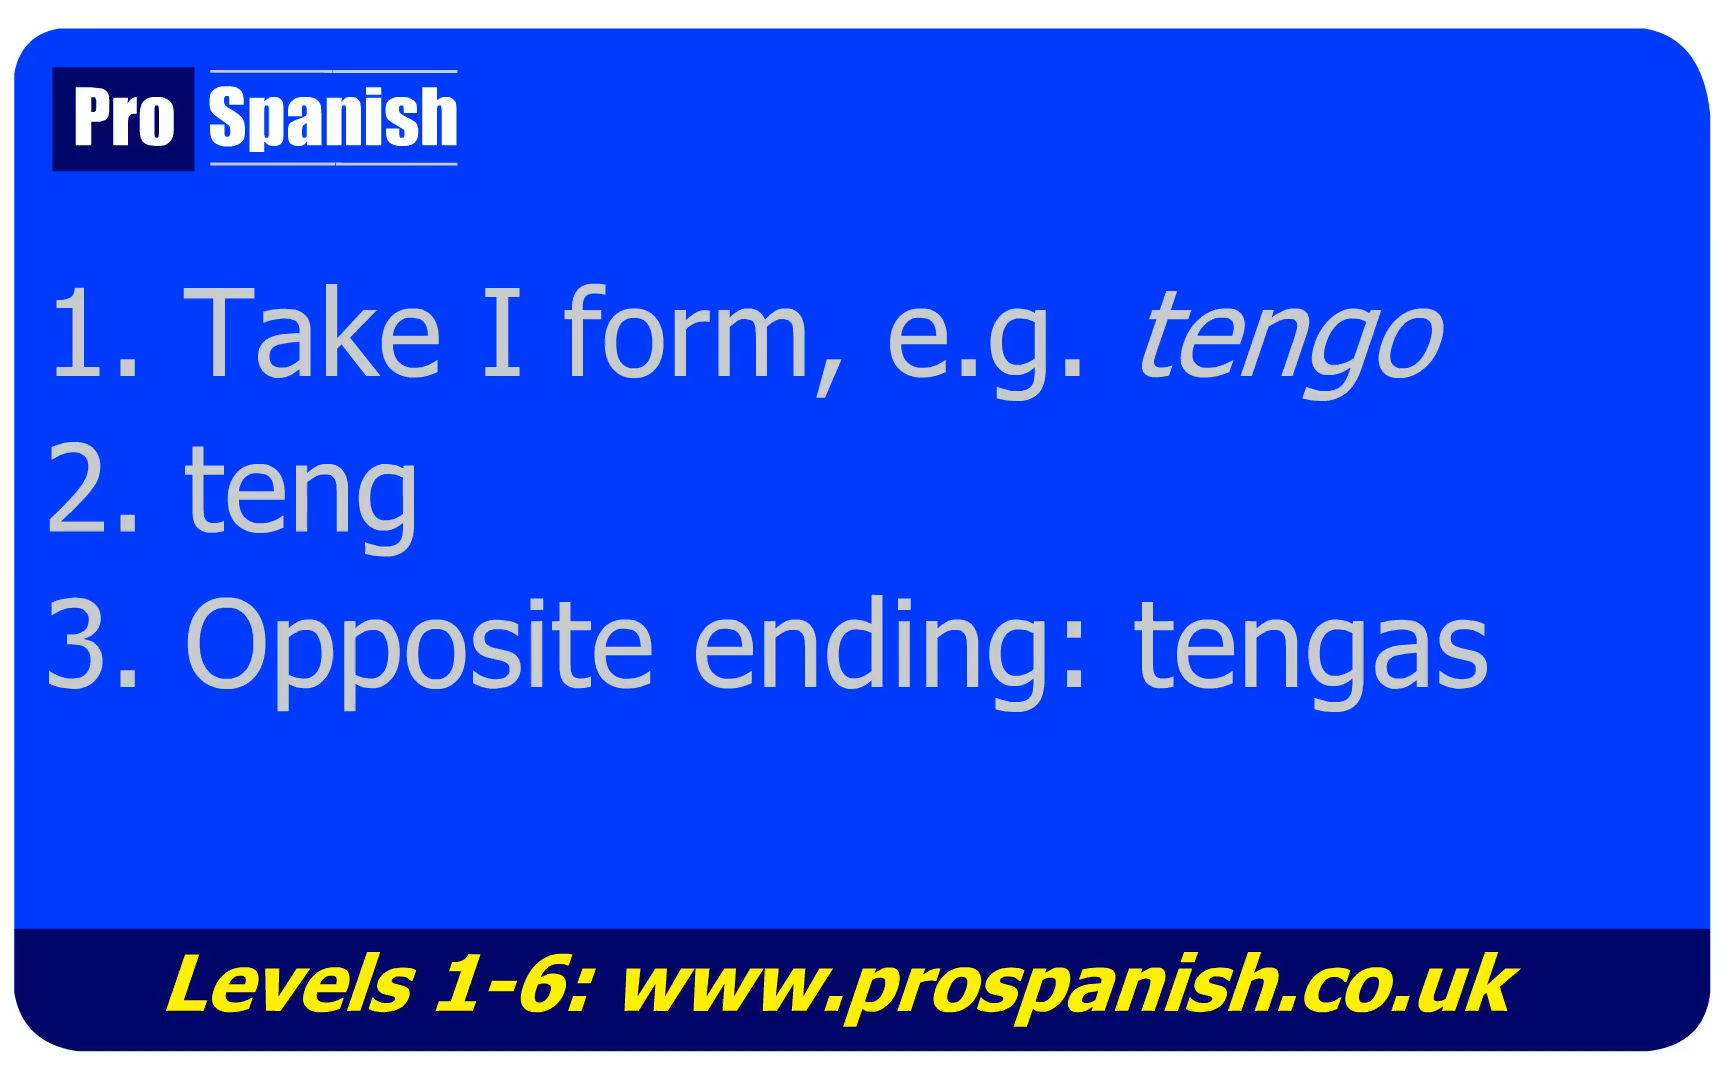 Pro Spanish
1. Take I form, e.g. tengo
2. teng
3. Opposite ending: tengas
Levels 1-6: www.prospanish.co.uk